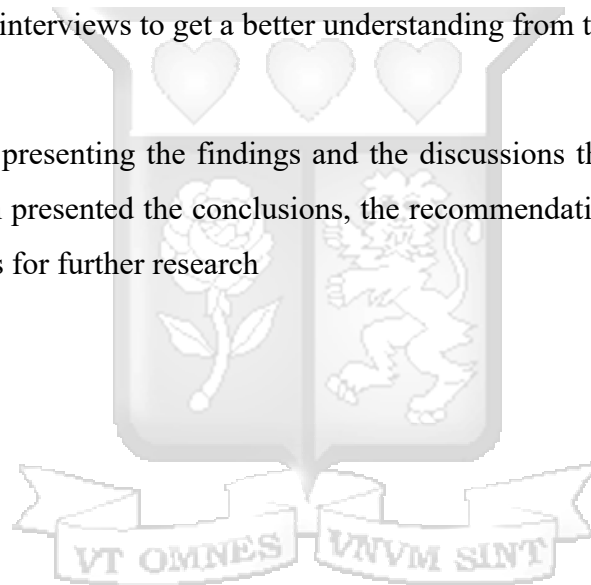 interviews to get a better understanding from t
presenting the findings and the discussions th
presented the conclusions, the recommendati
s for further research
VT OMNES VNVM SINT